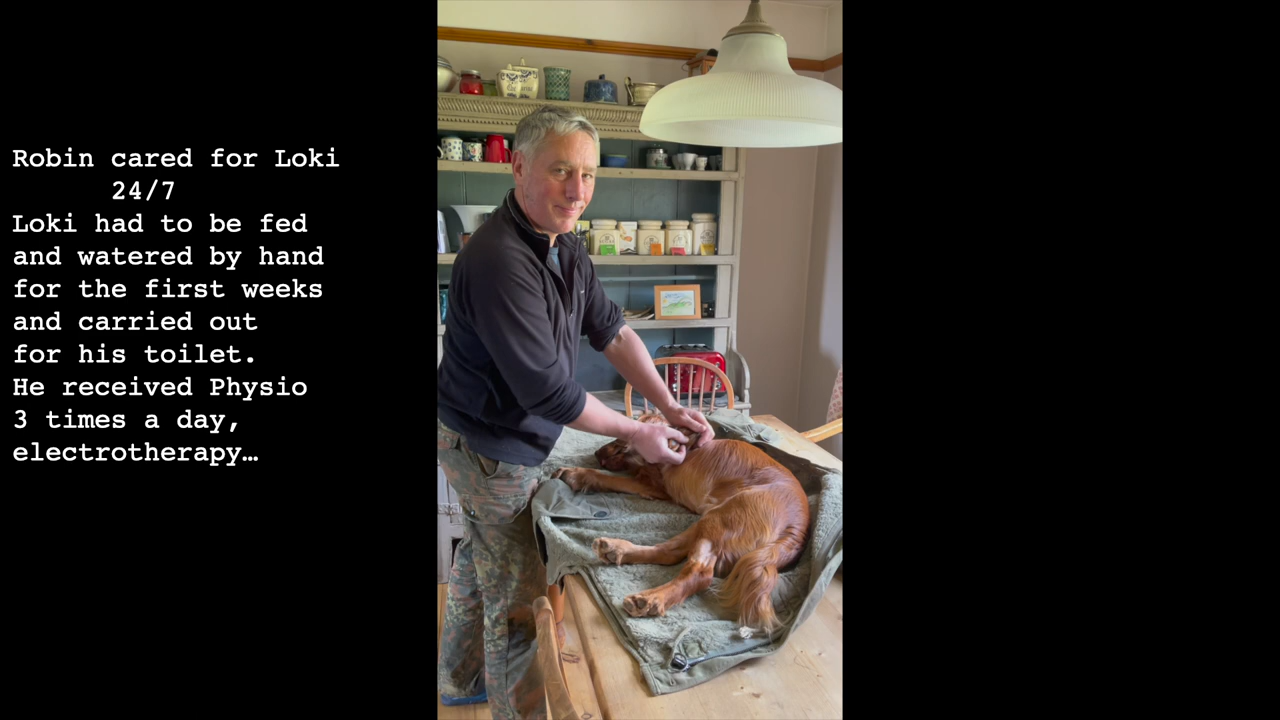 Robin cared for Loki
24/7
Loki had to be fed
and watered by hand
for the first weeks
and carried out
for his toilet.
He received Physio
3 times a day,
electrotherapy…